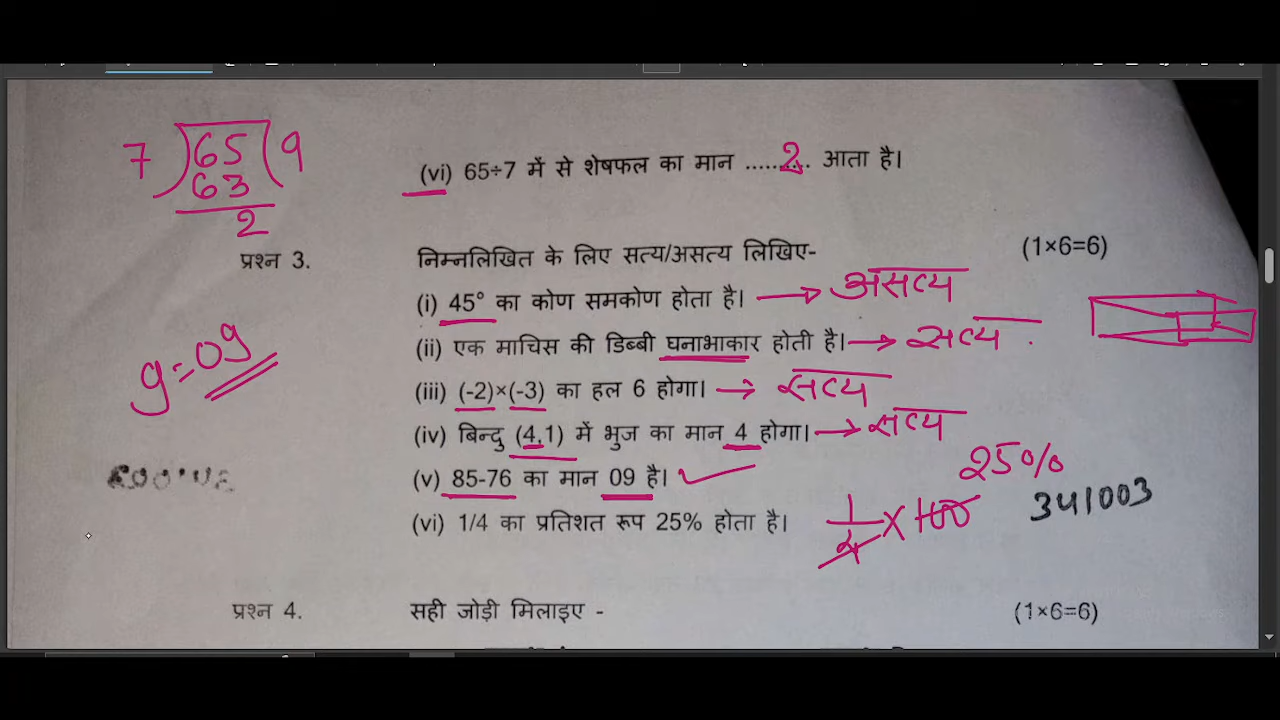 7 ) 65 ( 9
63
2
(vi) 65÷7 में से शेषफल का मान ....2.... आता है।
प्रश्न 3. निम्नलिखित के लिए सत्य/असत्य लिखिए- (1×6=6)
(i) 45° का कोण समकोण होता है। → असत्य
(ii) एक माचिस की डिब्बी घनाभाकार होती है। → सत्य
(iii) (-2)×(-3) का हल 6 होगा। → सत्य
g=09
(iv) बिन्दु (4,1) में भुज का मान 4 होगा। → सत्य
(v) 85-76 का मान 09 है। ✓
25%
(vi) 1/4 का प्रतिशत रूप 25% होता है। 1/4 × 100 341003
प्रश्न 4. सही जोड़ी मिलाइए - (1×6=6)